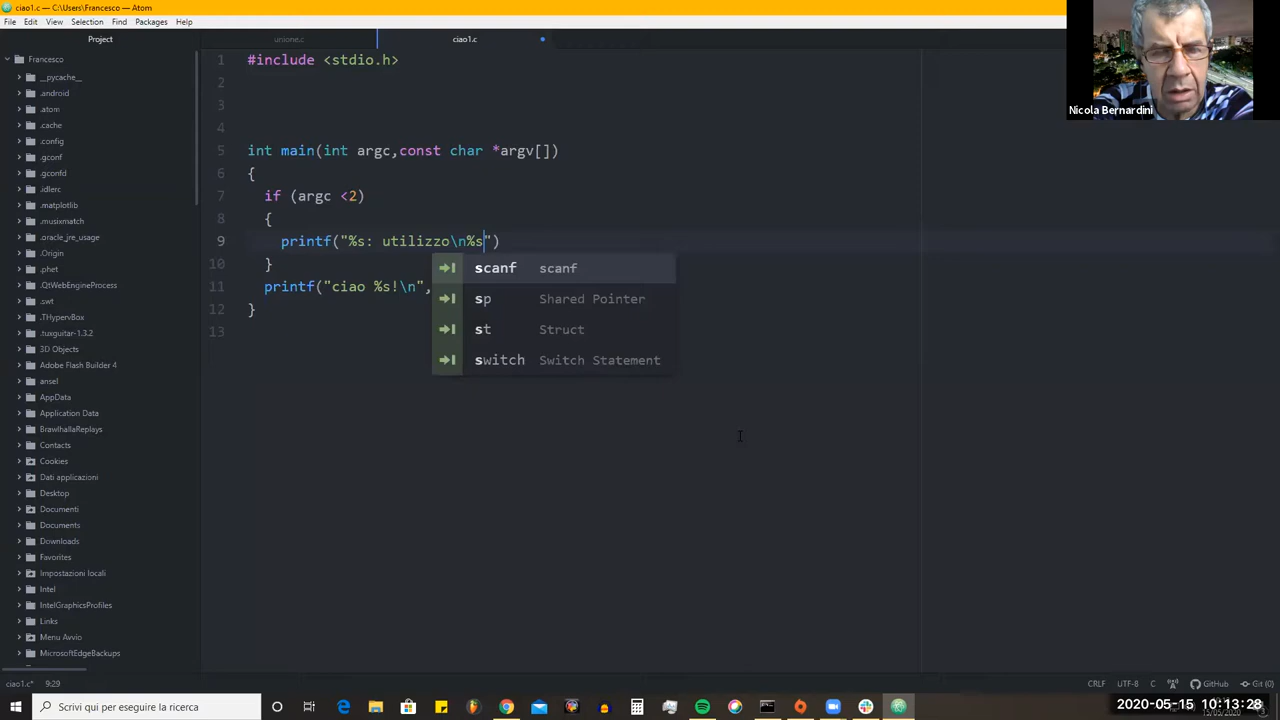 ciao1.c — C:\Users\Francesco — Atom
File Edit View Selection Find Packages Help
Nicola Bernardini
Project
unione.c
ciao1.c
Francesco
__pycache__
.android
.atom
.cache
.config
.gconf
.gconfd
.idlerc
.matplotlib
.musixmatch
.oracle_jre_usage
.Origin
.phet
.QtWebEngineProcess
.swt
.THypervBox
.tuxguitar-1.3.2
3D Objects
Adobe Flash Builder 4
ansel
AppData
Application Data
BrawlhallaReplays
Contacts
Cookies
Dati applicazioni
Desktop
Documenti
Documents
Downloads
Favorites
Impostazioni locali
Intel
IntelGraphicsProfiles
Links
Menu Avvio
MicrosoftEdgeBackups
1 #include <stdio.h>
2
3
4
5 int main(int argc,const char *argv[])
6 {
7 if (argc <2)
8 {
9 printf("%s: utilizzo\n%s")
10 }
11 printf("ciao %s!\n",
12 }
13
scanf scanf
sp Shared Pointer
st Struct
switch Switch Statement
ciao1.c* 9:29
CRLF UTF-8 C GitHub Git (0)
Scrivi qui per eseguire la ricerca
2020-05-15 10:13:28